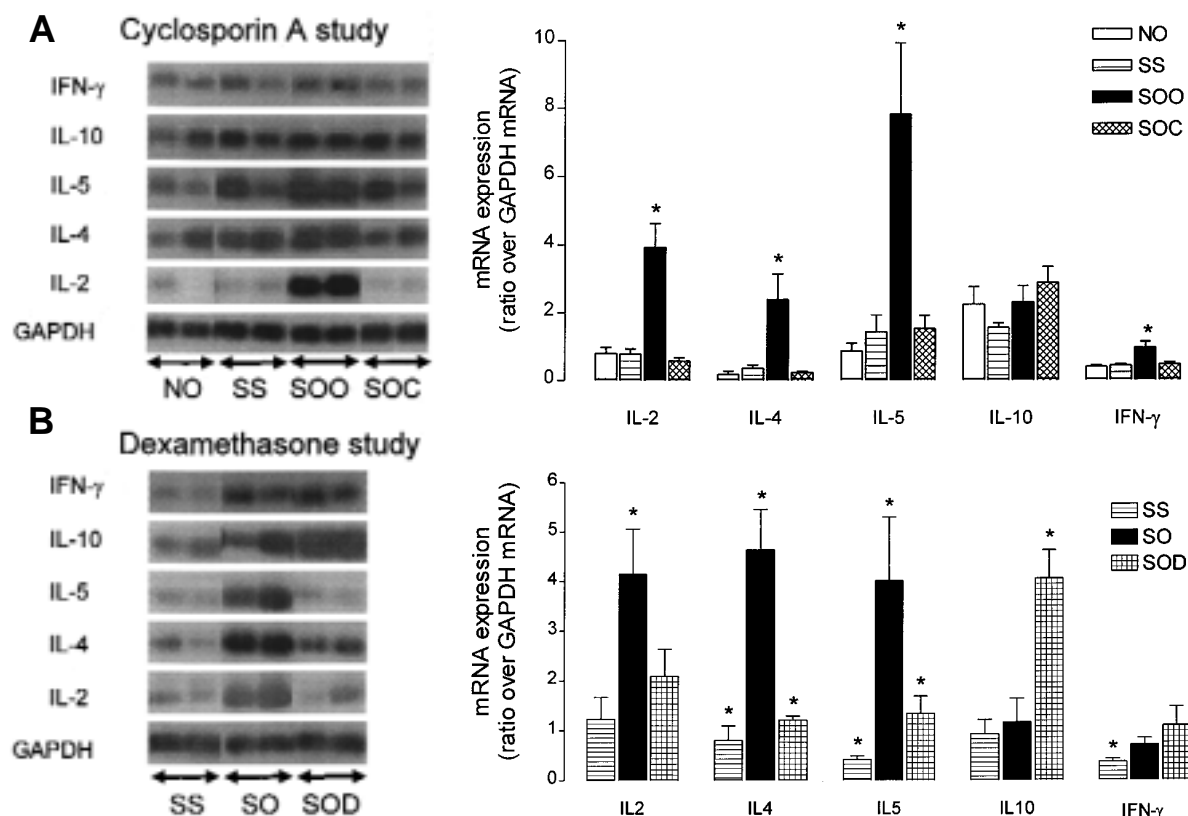 A
Cyclosporin A study
IFN-γ
IL-10
IL-5
IL-4
IL-2
GAPDH
NO SS SOO SOC
mRNA expression
(ratio over GAPDH mRNA)
10
8
6
4
2
0
* * * *
NO
SS
SOO
SOC
IL-2 IL-4 IL-5 IL-10 IFN-γ
B
Dexamethasone study
IFN-γ
IL-10
IL-5
IL-4
IL-2
GAPDH
SS SO SOD
mRNA expression
(ratio over GAPDH mRNA)
6
5
4
3
2
1
0
* * * * * * * * *
SS
SO
SOD
IL2 IL4 IL5 IL10 IFN-γ